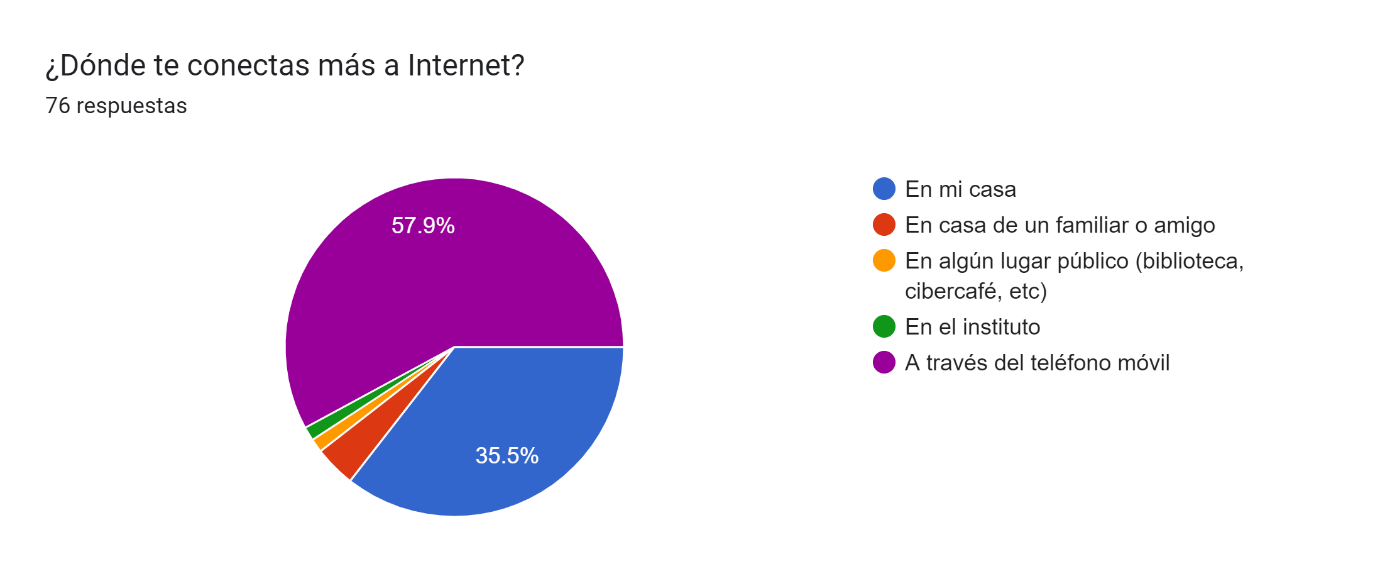 ¿Dónde te conectas más a Internet?
76 respuestas
57.9%
35.5%
En mi casa
En casa de un familiar o amigo
En algún lugar público (biblioteca,
cibercafé, etc)
En el instituto
A través del teléfono móvil